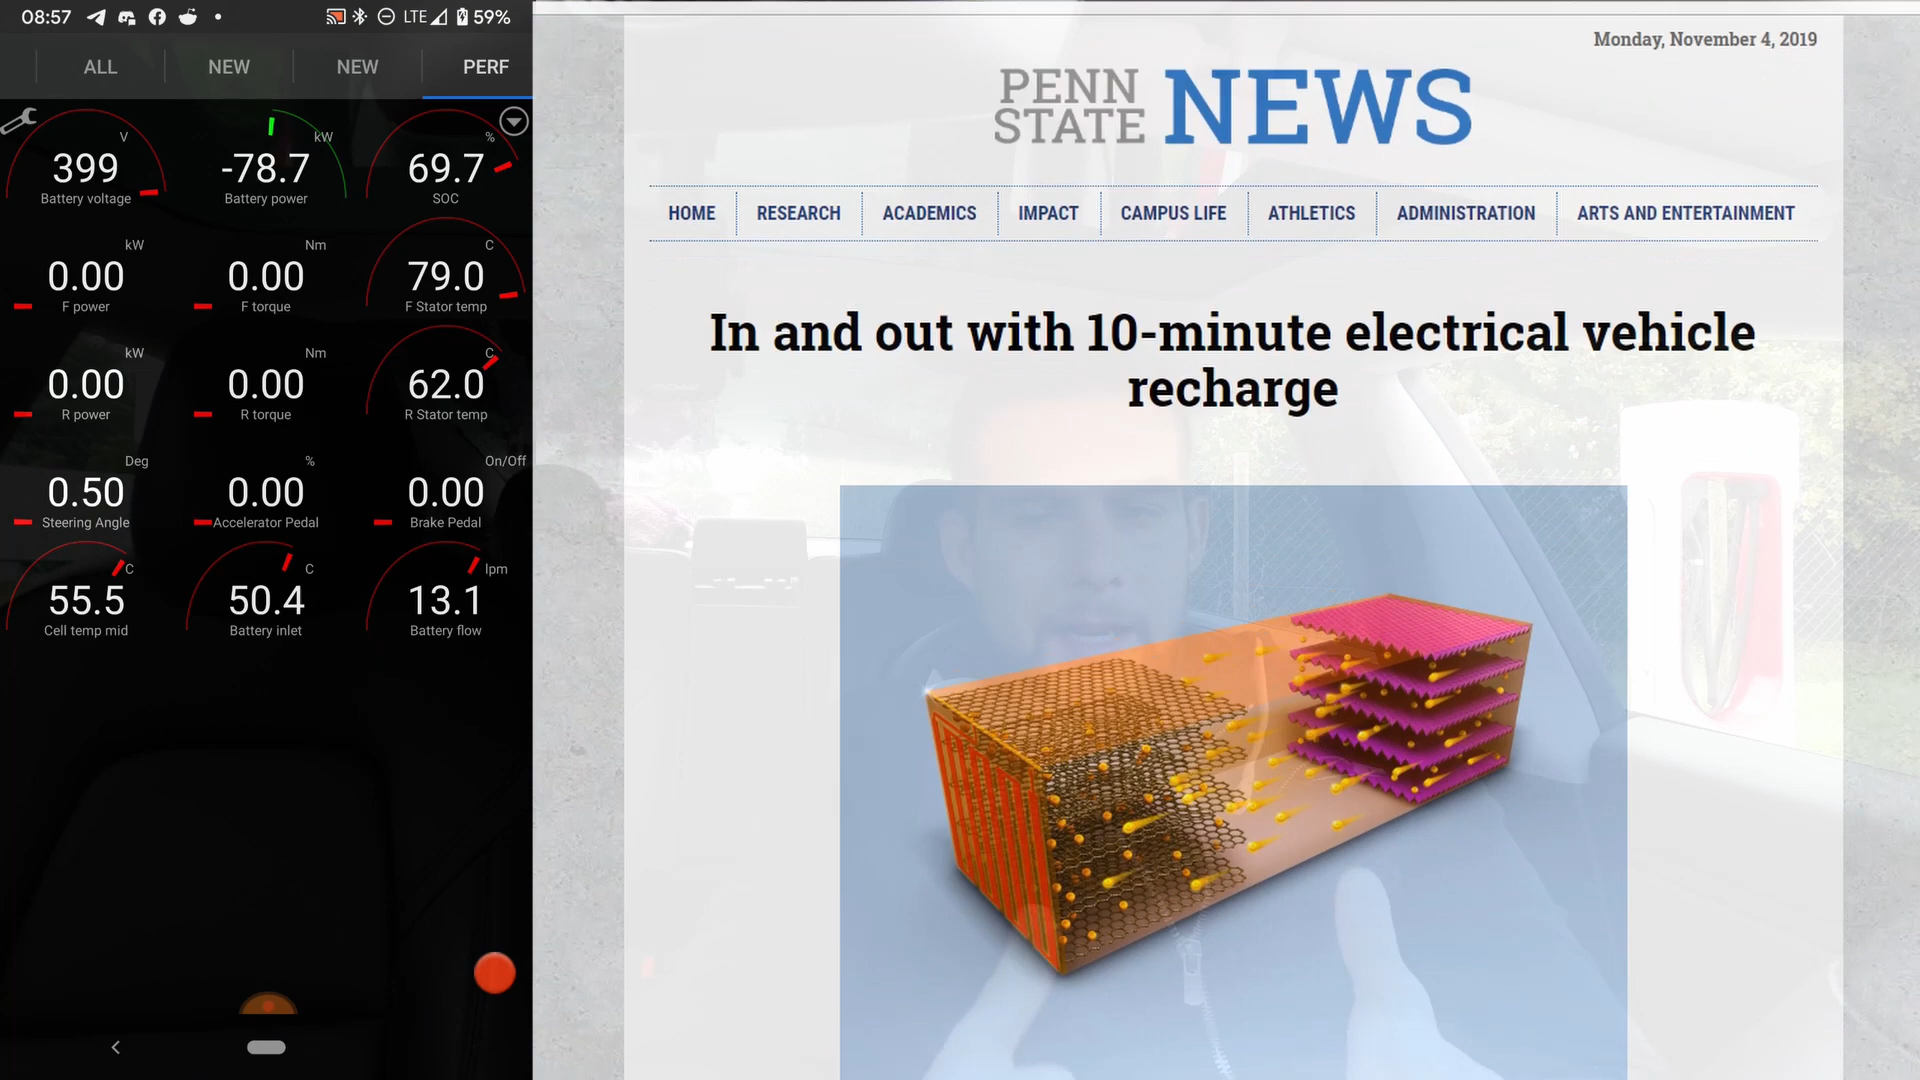 08:57
LTE 59%
ALL NEW NEW PERF
V kW %
399 -78.7 69.7
Battery voltage Battery power SOC
kW Nm C
0.00 0.00 79.0
F power F torque F Stator temp
kW Nm C
0.00 0.00 62.0
R power R torque R Stator temp
Deg % On/Off
0.50 0.00 0.00
Steering Angle Accelerator Pedal Brake Pedal
C C lpm
55.5 50.4 13.1
Cell temp mid Battery inlet Battery flow
Monday, November 4, 2019
PENN
STATE NEWS
HOME RESEARCH ACADEMICS IMPACT CAMPUS LIFE ATHLETICS ADMINISTRATION ARTS AND ENTERTAINMENT
In and out with 10-minute electrical vehicle
recharge